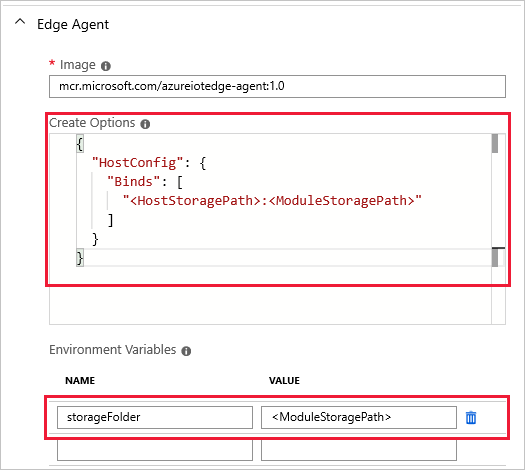 Edge Agent
* Image
mcr.microsoft.com/azureiotedge-agent:1.0
Create Options
{
"HostConfig": {
"Binds": [
"<HostStoragePath>:<ModuleStoragePath>"
]
}
}
Environment Variables
NAME VALUE
storageFolder <ModuleStoragePath>